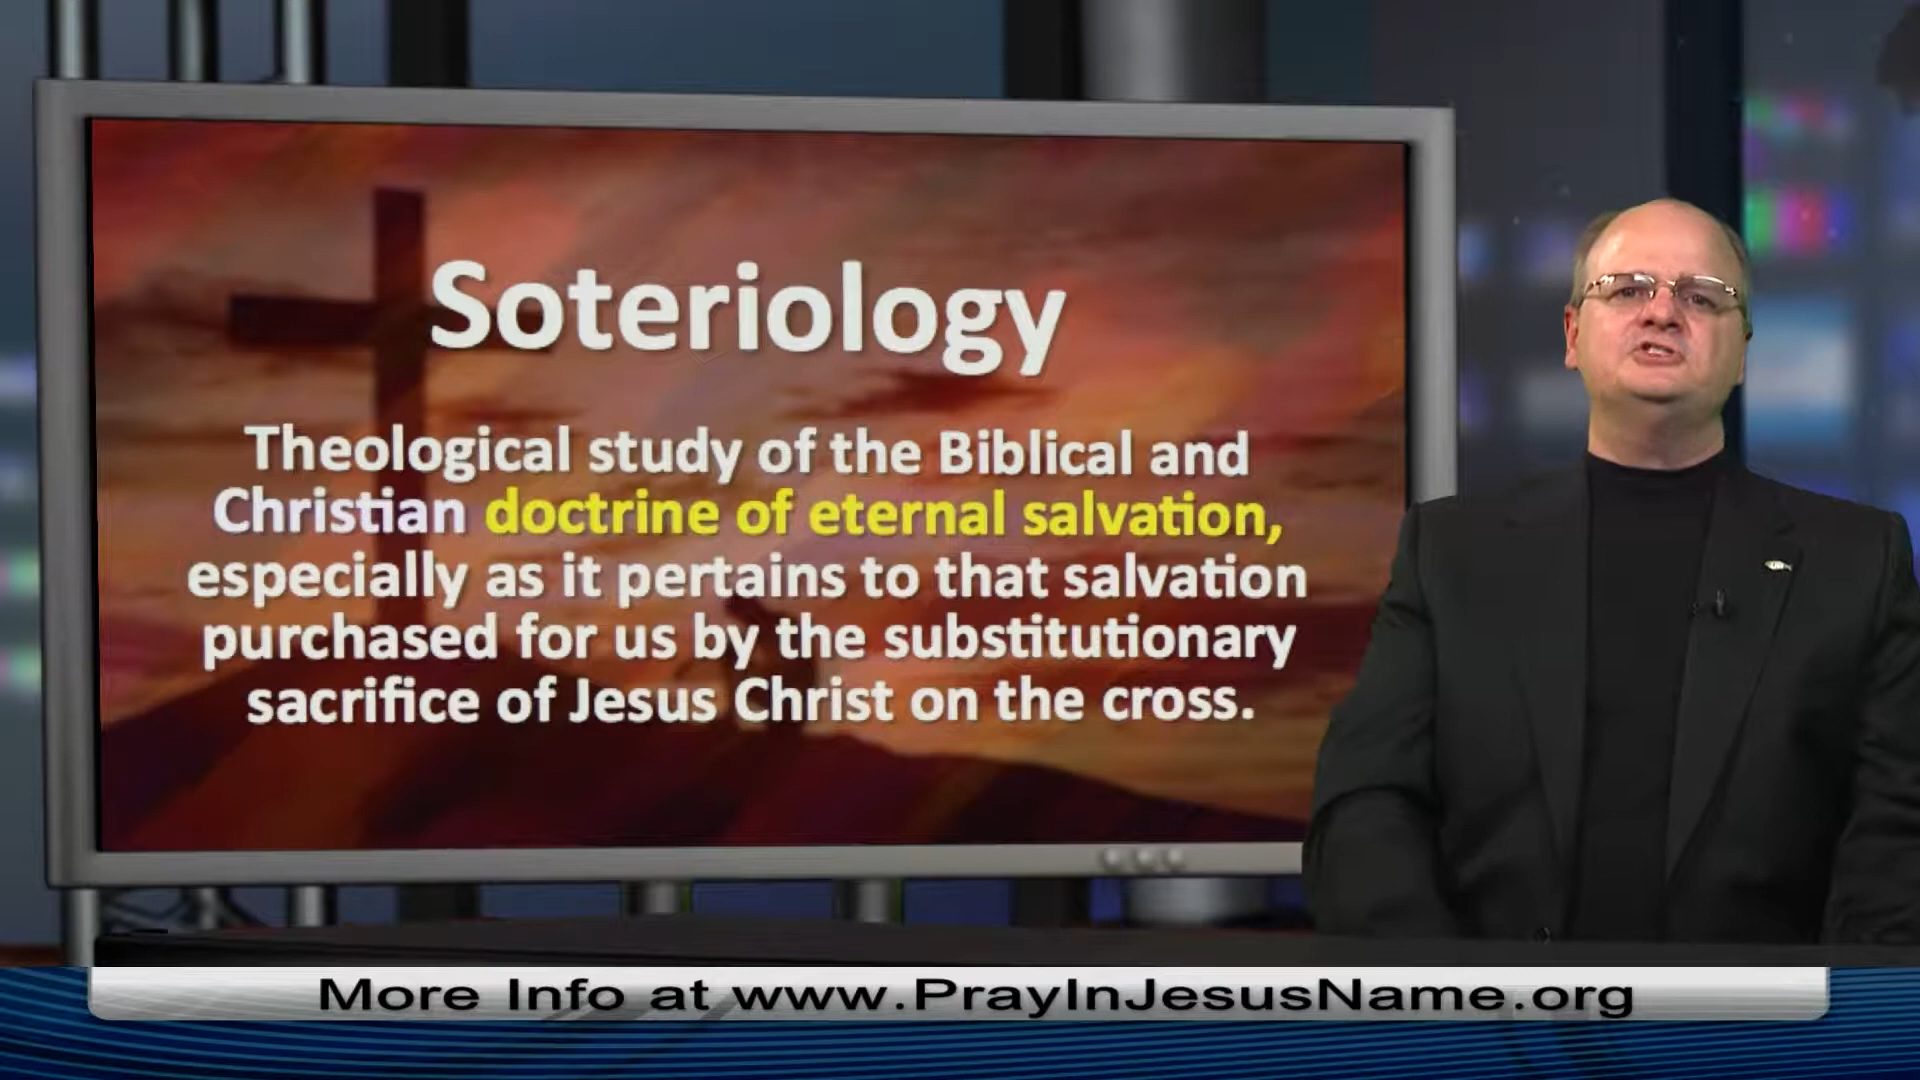 Soteriology
Theological study of the Biblical and
Christian doctrine of eternal salvation,
especially as it pertains to that salvation
purchased for us by the substitutionary
sacrifice of Jesus Christ on the cross.
More Info at www.PrayInJesusName.org